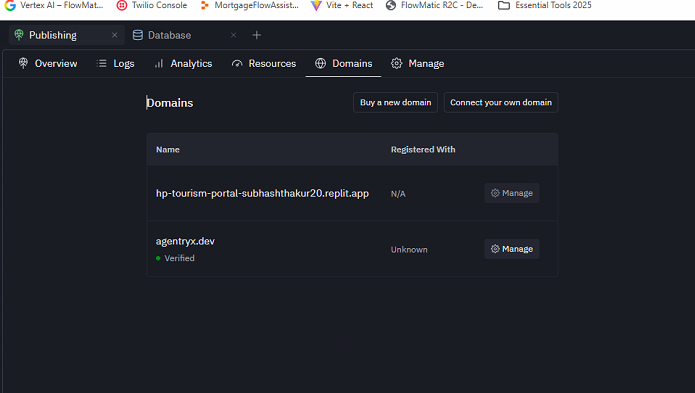 Vertex AI – FlowMat... Twilio Console MortgageFlowAssist... Vite + React FlowMatic R2C - De... Essential Tools 2025
Publishing × Database × +
Overview Logs Analytics Resources Domains Manage
Domains Buy a new domain Connect your own domain
Name Registered With
hp-tourism-portal-subhashthakur20.replit.app N/A Manage
agentryx.dev
Verified Unknown Manage